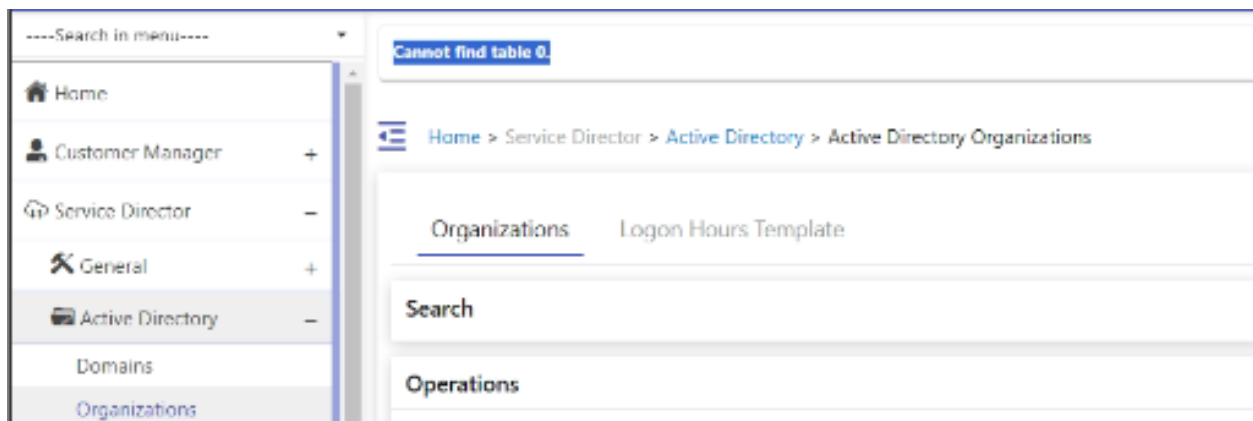 ----Search in menu----
Cannot find table 0.
Home
Customer Manager +
Service Director –
General +
Active Directory –
Domains
Organizations
Home > Service Director > Active Directory > Active Directory Organizations
Organizations Logon Hours Template
Search
Operations